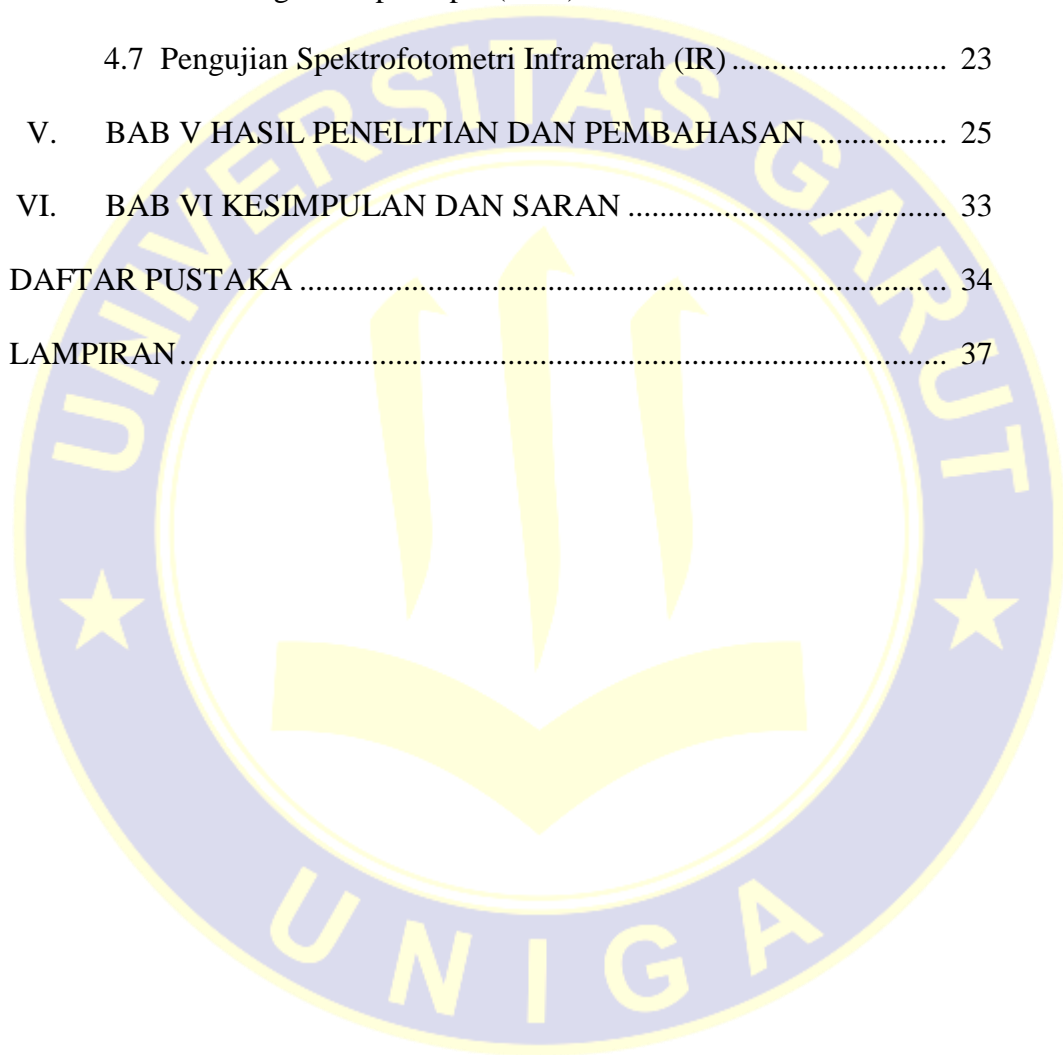 4.7 Pengujian Spektrofotometri Inframerah (IR) ........................... 23
V. BAB V HASIL PENELITIAN DAN PEMBAHASAN ................. 25
VI. BAB VI KESIMPULAN DAN SARAN ........................................ 33
DAFTAR PUSTAKA .................................................................................. 34
LAMPIRAN ................................................................................................. 37
UNIVERSITAS GARUT
UNIGA